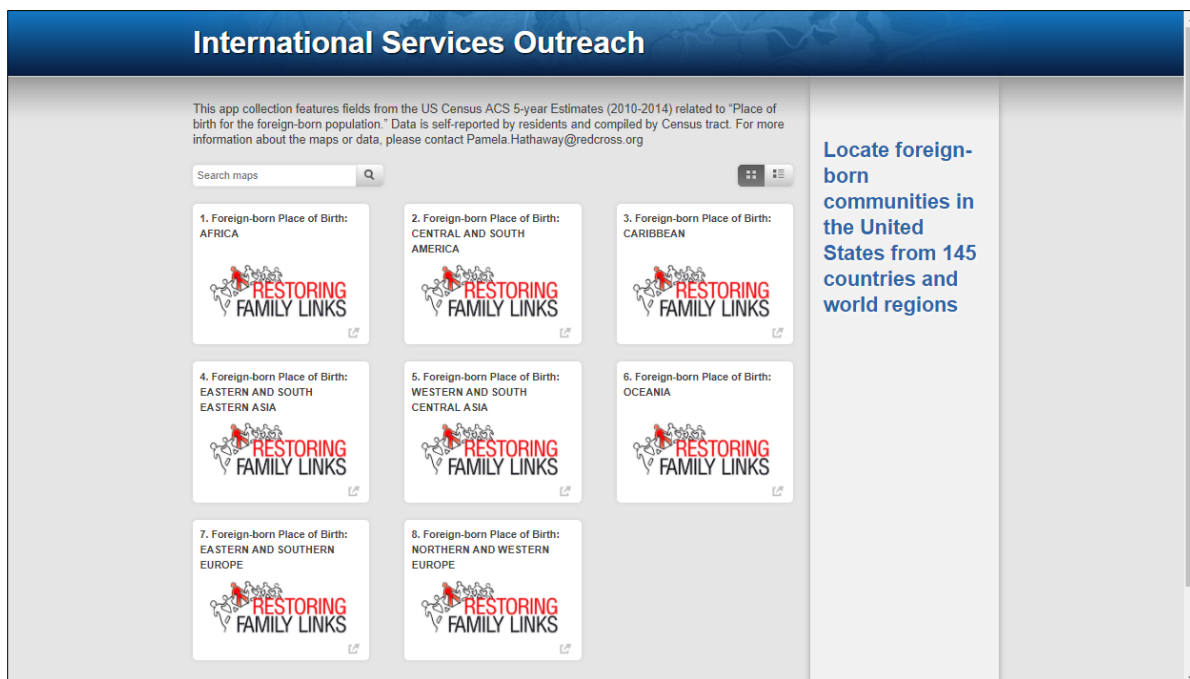 International Services Outreach
This app collection features fields from the US Census ACS 5-year Estimates (2010-2014) related to “Place of
birth for the foreign-born population.” Data is self-reported by residents and compiled by Census tract. For more
information about the maps or data, please contact Pamela.Hathaway@redcross.org
Search maps
1. Foreign-born Place of Birth:
AFRICA
RESTORING
FAMILY LINKS
2. Foreign-born Place of Birth:
CENTRAL AND SOUTH
AMERICA
RESTORING
FAMILY LINKS
3. Foreign-born Place of Birth:
CARIBBEAN
RESTORING
FAMILY LINKS
4. Foreign-born Place of Birth:
EASTERN AND SOUTH
EASTERN ASIA
RESTORING
FAMILY LINKS
5. Foreign-born Place of Birth:
WESTERN AND SOUTH
CENTRAL ASIA
RESTORING
FAMILY LINKS
6. Foreign-born Place of Birth:
OCEANIA
RESTORING
FAMILY LINKS
7. Foreign-born Place of Birth:
EASTERN AND SOUTHERN
EUROPE
RESTORING
FAMILY LINKS
8. Foreign-born Place of Birth:
NORTHERN AND WESTERN
EUROPE
RESTORING
FAMILY LINKS
Locate foreign-
born
communities in
the United
States from 145
countries and
world regions